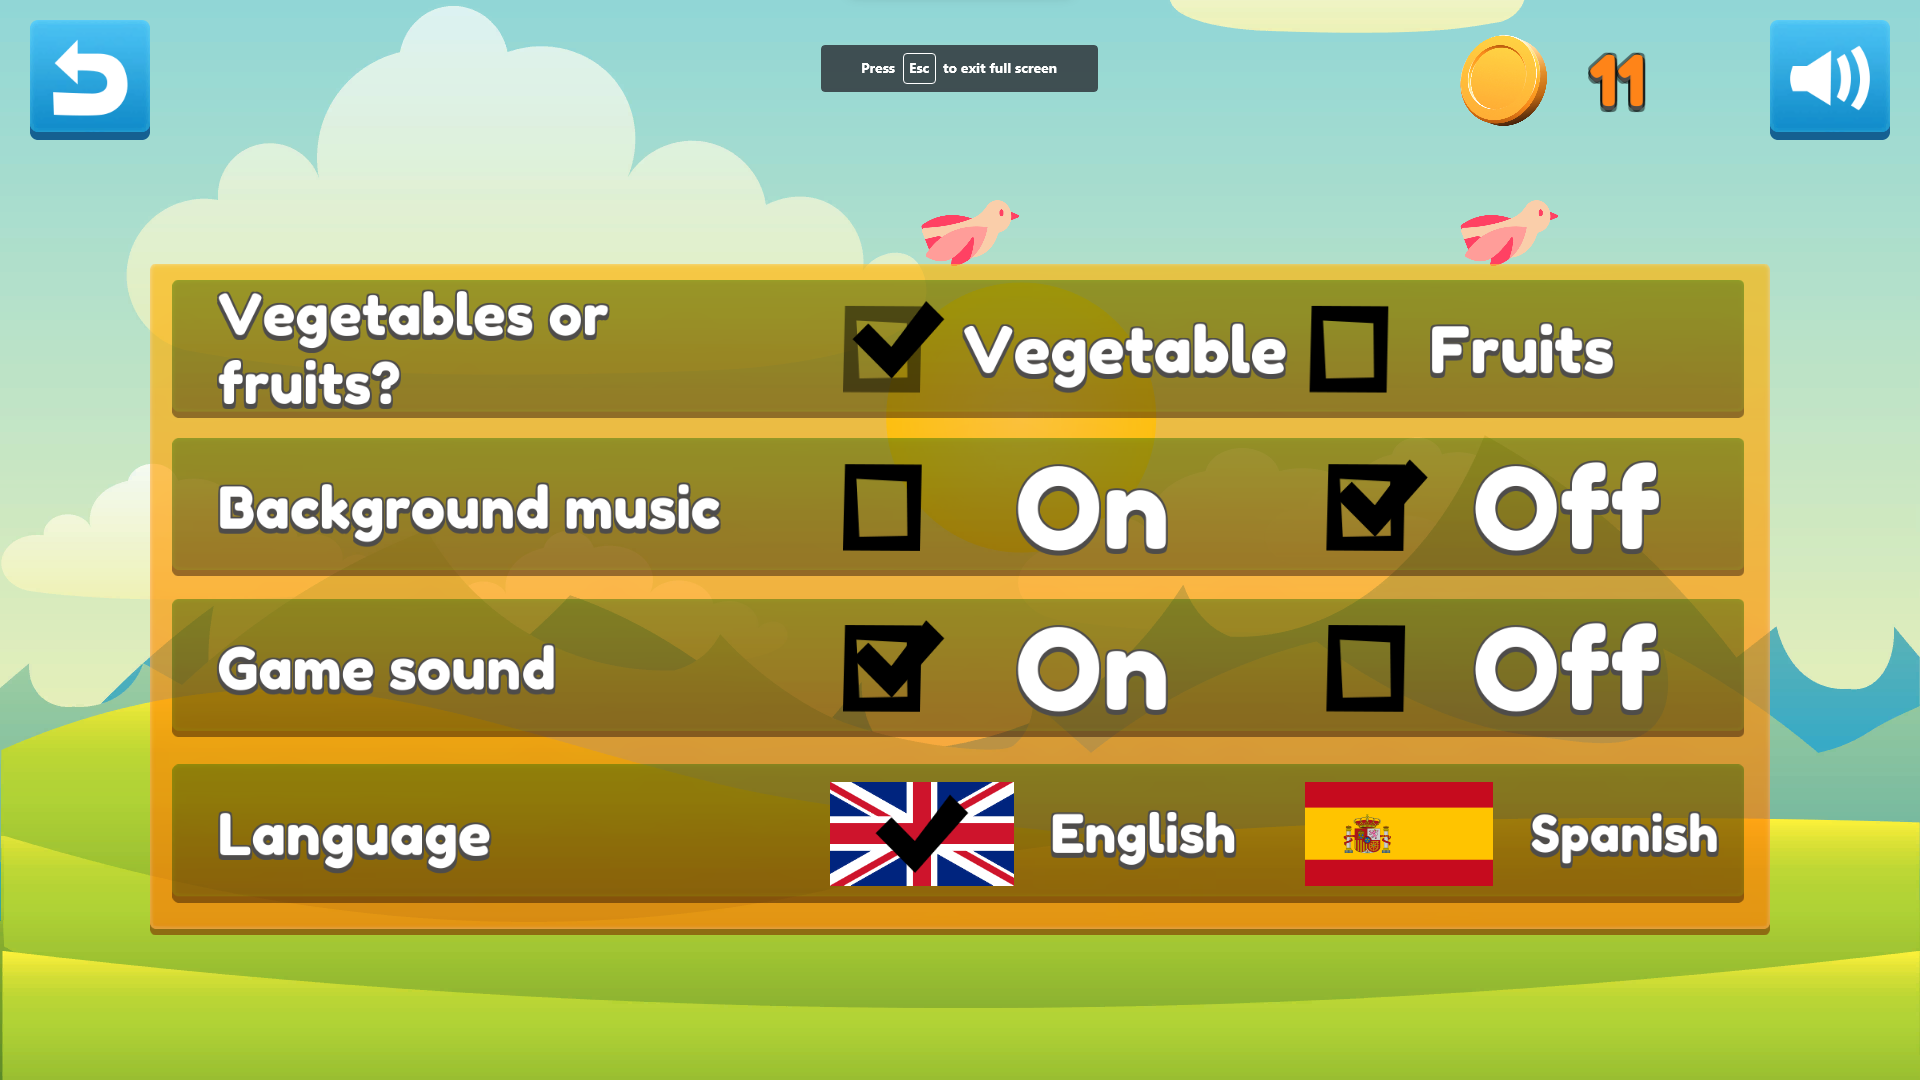 Press Esc to exit full screen
11
Vegetables or
fruits?
Vegetable
Fruits
Background music
On
Off
Game sound
On
Off
Language
English
Spanish